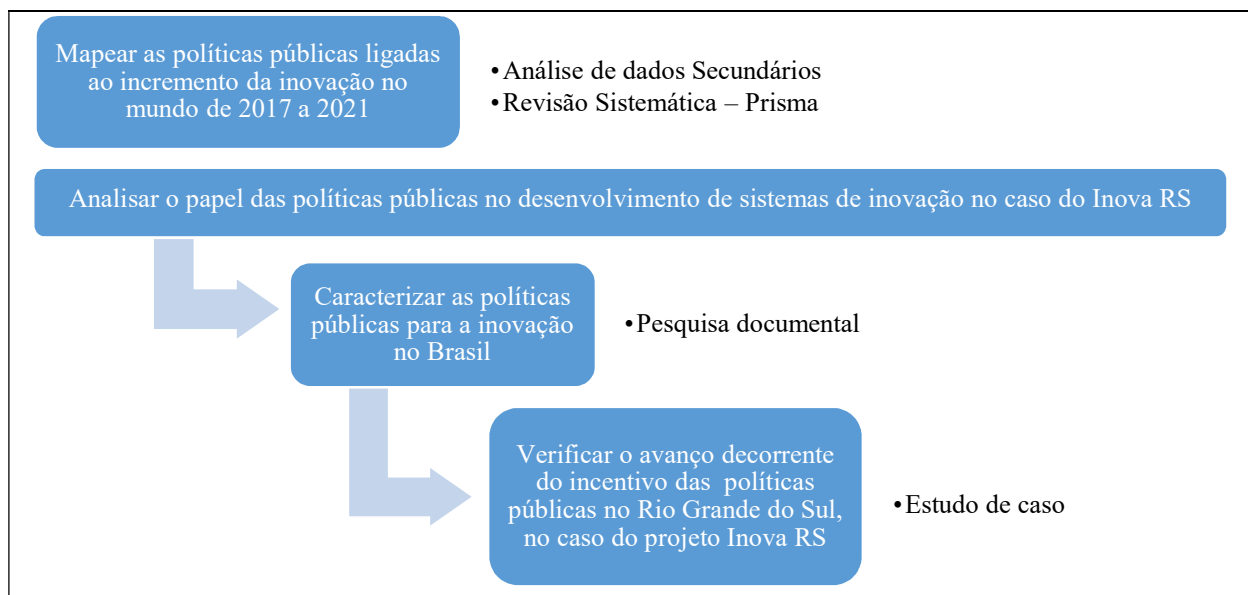 Mapear as políticas públicas ligadas
ao incremento da inovação no
mundo de 2017 a 2021
•Análise de dados Secundários
•Revisão Sistemática – Prisma
Analisar o papel das políticas públicas no desenvolvimento de sistemas de inovação no caso do Inova RS
Caracterizar as políticas
públicas para a inovação
no Brasil
•Pesquisa documental
Verificar o avanço decorrente
do incentivo das políticas
públicas no Rio Grande do Sul,
no caso do projeto Inova RS
•Estudo de caso